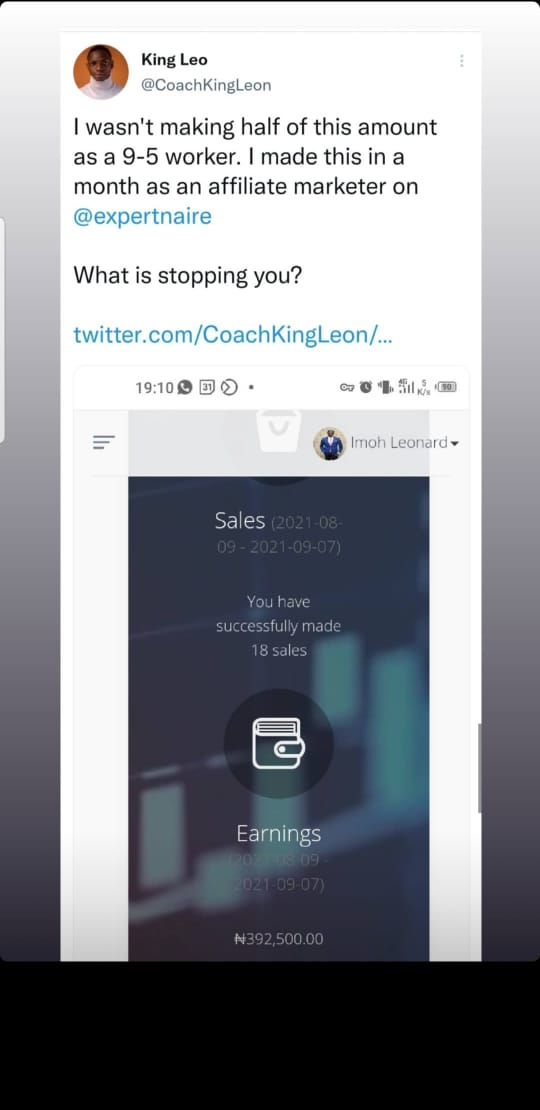 King Leo
@CoachKingLeon
I wasn't making half of this amount
as a 9-5 worker. I made this in a
month as an affiliate marketer on
@expertnaire
What is stopping you?
twitter.com/CoachKingLeon/...
19:10 31 4G 5 K/s 90
Imoh Leonard
Sales (2021-08-
09 - 2021-09-07)
You have
successfully made
18 sales
Earnings
(2021-08-09 -
2021-09-07)
₦392,500.00